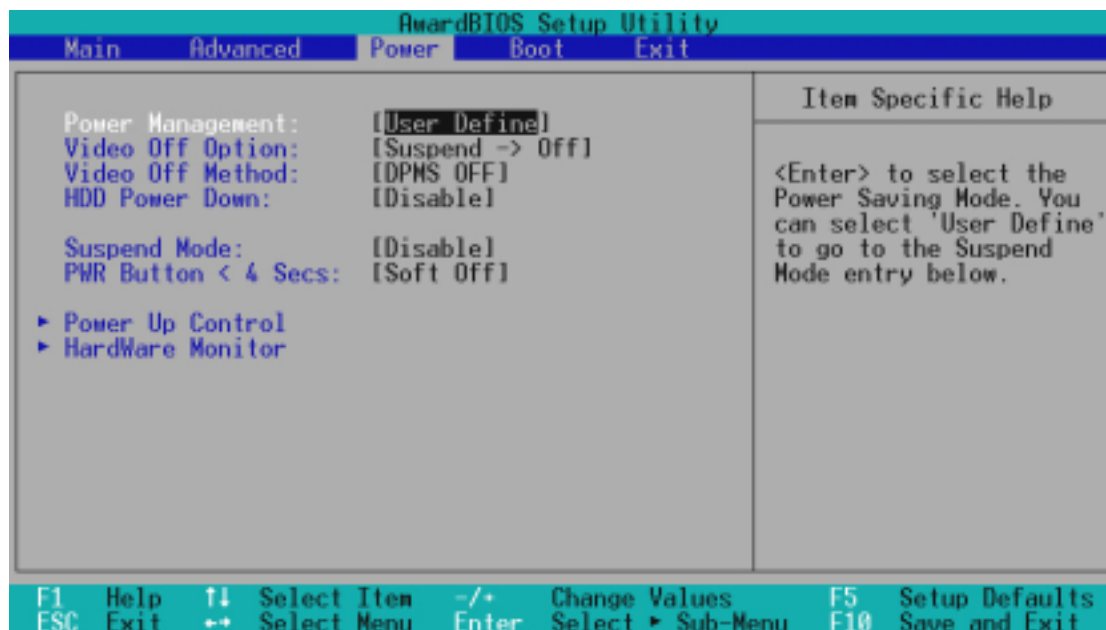 AwardBIOS Setup Utility
Main Advanced Power Boot Exit
Power Management: [User Define]
Video Off Option: [Suspend -> Off]
Video Off Method: [DPMS OFF]
HDD Power Down: [Disable]
Suspend Mode: [Disable]
PWR Button < 4 Secs: [Soft Off]
► Power Up Control
► HardWare Monitor
Item Specific Help
<Enter> to select the
Power Saving Mode. You
can select 'User Define'
to go to the Suspend
Mode entry below.
F1 Help ↑↓ Select Item -/+ Change Values F5 Setup Defaults
ESC Exit ←→ Select Menu Enter Select ► Sub-Menu F10 Save and Exit